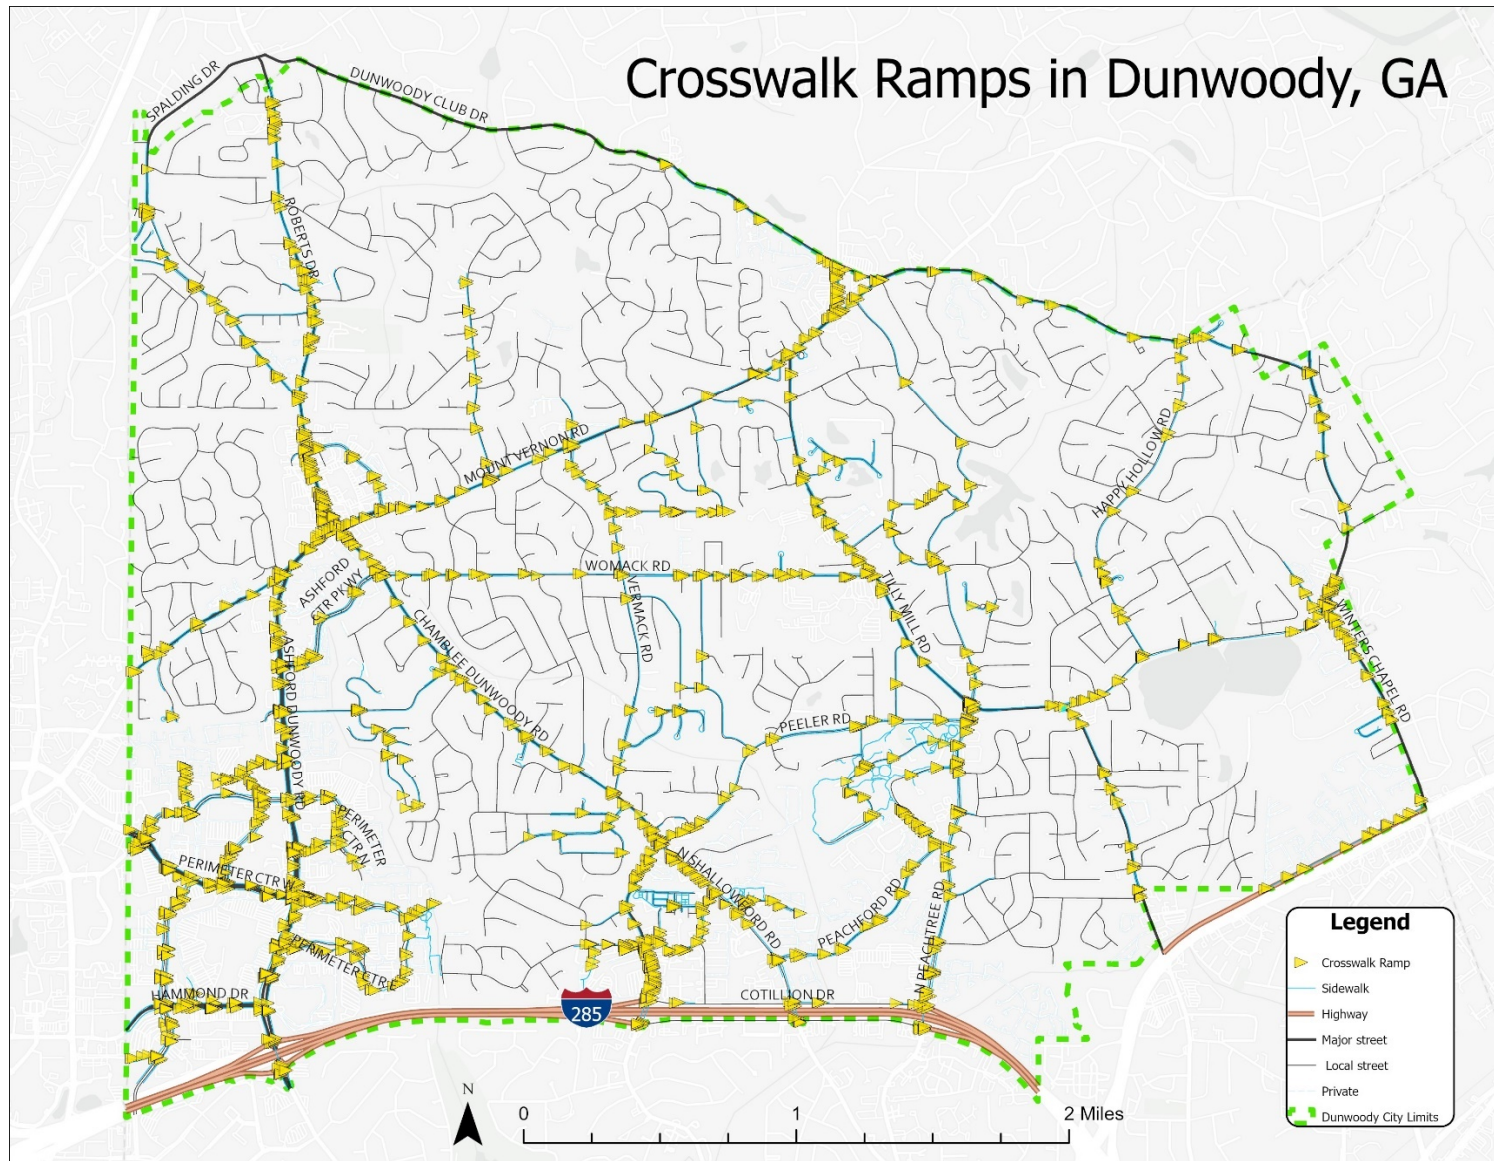 Crosswalk Ramps in Dunwoody, GA
SPALDING DR
DUNWOODY CLUB DR
ROBERTS DR
MOUNT VERNON RD
HAPPY HOLLOW RD
ASHFORD
CTR PKWY
WOMACK RD
VERMACK RD
TILLY MILL RD
CHAMBLEE DUNWOODY RD
ASHFORD DUNWOODY RD
WINTERS CHAPEL RD
PEELER RD
PERIMETER
CTR N
PERIMETER CTR W
N SHALLOWFORD RD
PEACHFORD RD
N PEACHTREE RD
PERIMETER CTR E
HAMMOND DR
COTILLION DR
285
N
0 1 2 Miles
Legend
Crosswalk Ramp
Sidewalk
Highway
Major street
Local street
Private
Dunwoody City Limits